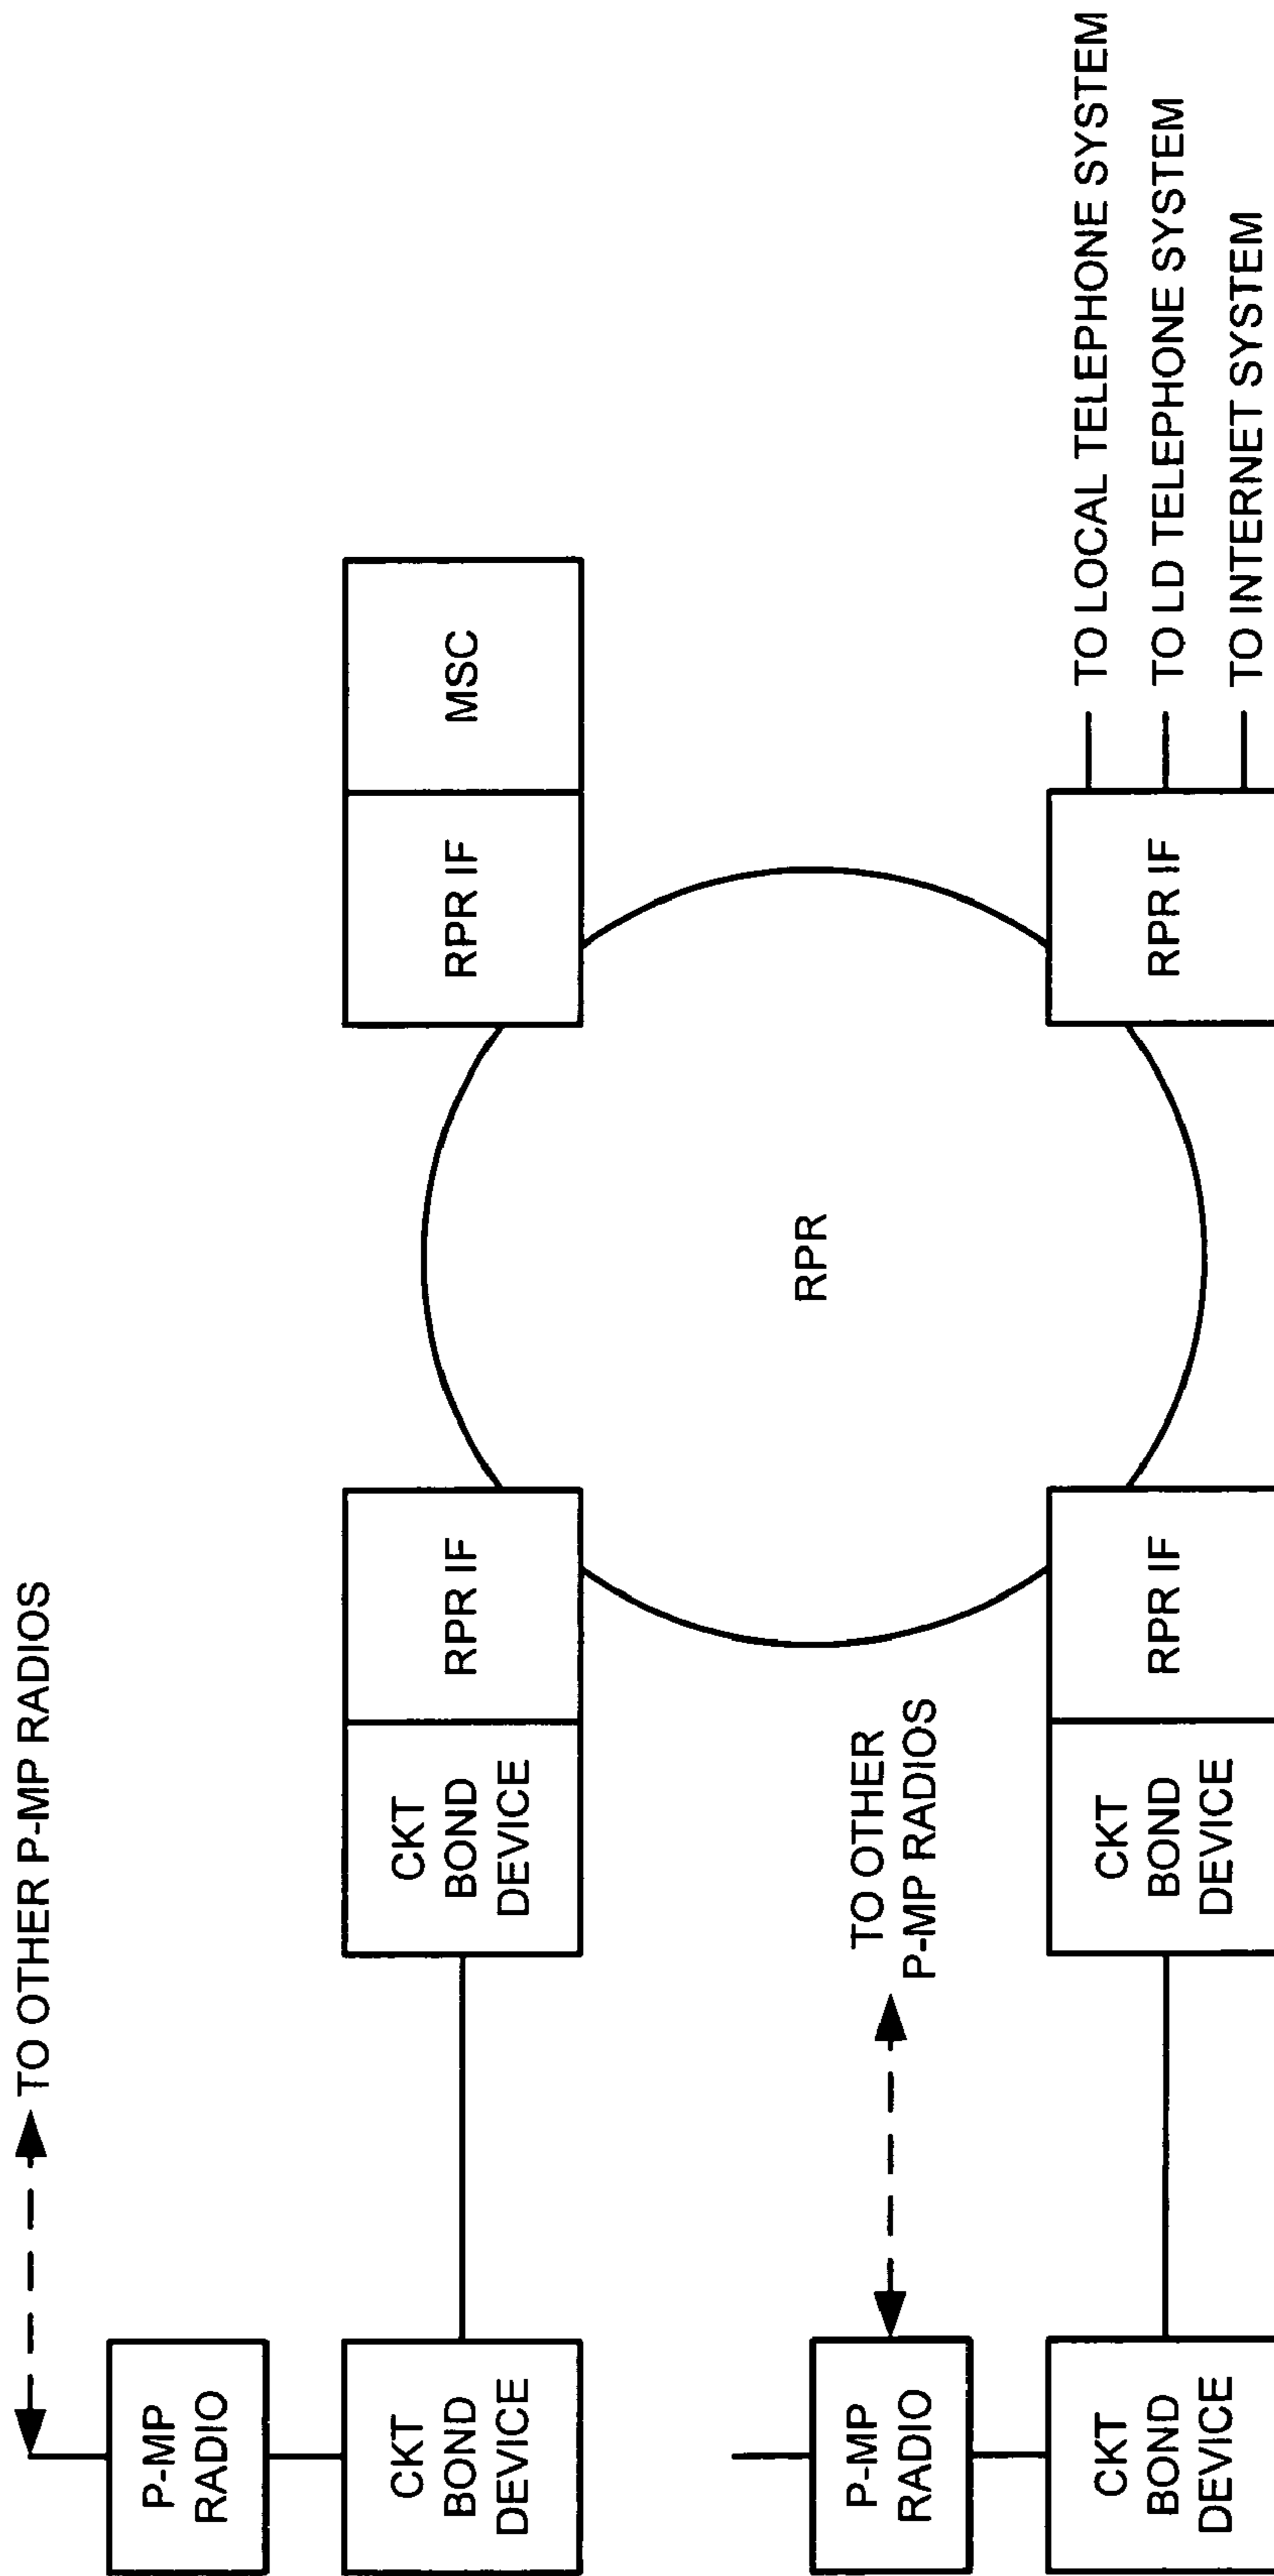 TO OTHER P-MP RADIOS
P-MP
RADIO
CKT
BOND
DEVICE
CKT
BOND
DEVICE
RPR IF
RPR IF
MSC
RPR
TO OTHER
P-MP RADIOS
P-MP
RADIO
CKT
BOND
DEVICE
CKT
BOND
DEVICE
RPR IF
RPR IF
TO LOCAL TELEPHONE SYSTEM
TO LD TELEPHONE SYSTEM
TO INTERNET SYSTEM